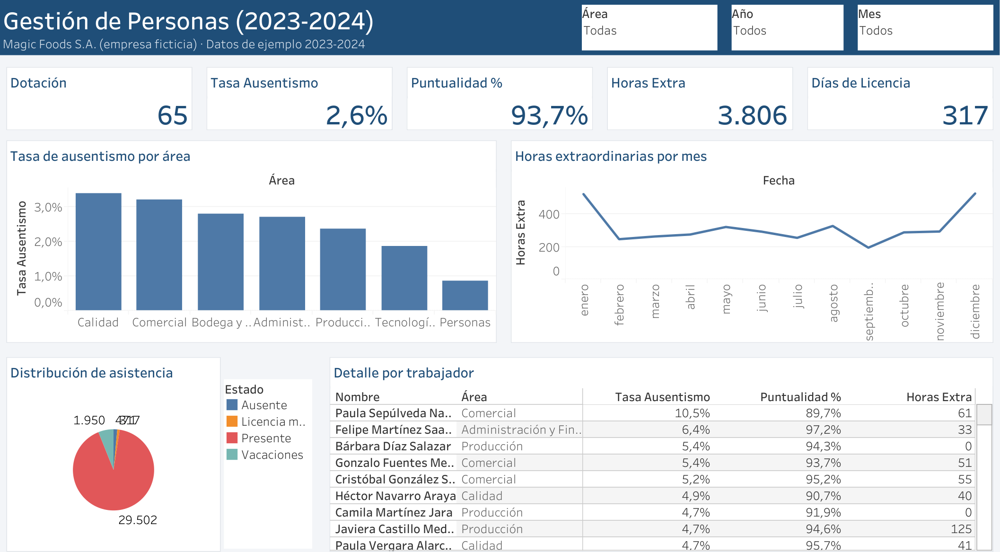 Gestión de Personas (2023-2024)
Magic Foods S.A. (empresa ficticia) · Datos de ejemplo 2023-2024
Área
Todas
Año
Todos
Mes
Todos
Dotación
65
Tasa Ausentismo
2,6%
Puntualidad %
93,7%
Horas Extra
3.806
Días de Licencia
317
Tasa de ausentismo por área
Área
Tasa Ausentismo
3,0%
2,0%
1,0%
0,0%
Calidad Comercial Bodega y .. Administ.. Producci.. Tecnologí.. Personas
Horas extraordinarias por mes
Fecha
Horas Extra
400
200
0
enero
febrero
marzo
abril
mayo
junio
julio
agosto
septiemb..
octubre
noviembre
diciembre
Distribución de asistencia
1.950 471 317
29.502
Estado
Ausente
Licencia m..
Presente
Vacaciones
Detalle por trabajador
Nombre Área Tasa Ausentismo Puntualidad % Horas Extra
Paula Sepúlveda Na.. Comercial 10,5% 89,7% 61
Felipe Martínez Saa.. Administración y Fin.. 6,4% 97,2% 33
Bárbara Díaz Salazar Producción 5,4% 94,3% 0
Gonzalo Fuentes Me.. Comercial 5,4% 93,7% 51
Cristóbal González S.. Comercial 5,2% 95,2% 55
Héctor Navarro Araya Calidad 4,9% 90,7% 40
Camila Martínez Jara Producción 4,7% 91,9% 0
Javiera Castillo Med.. Producción 4,7% 94,6% 125
Paula Vergara Alarc.. Calidad 4,7% 95,7% 41